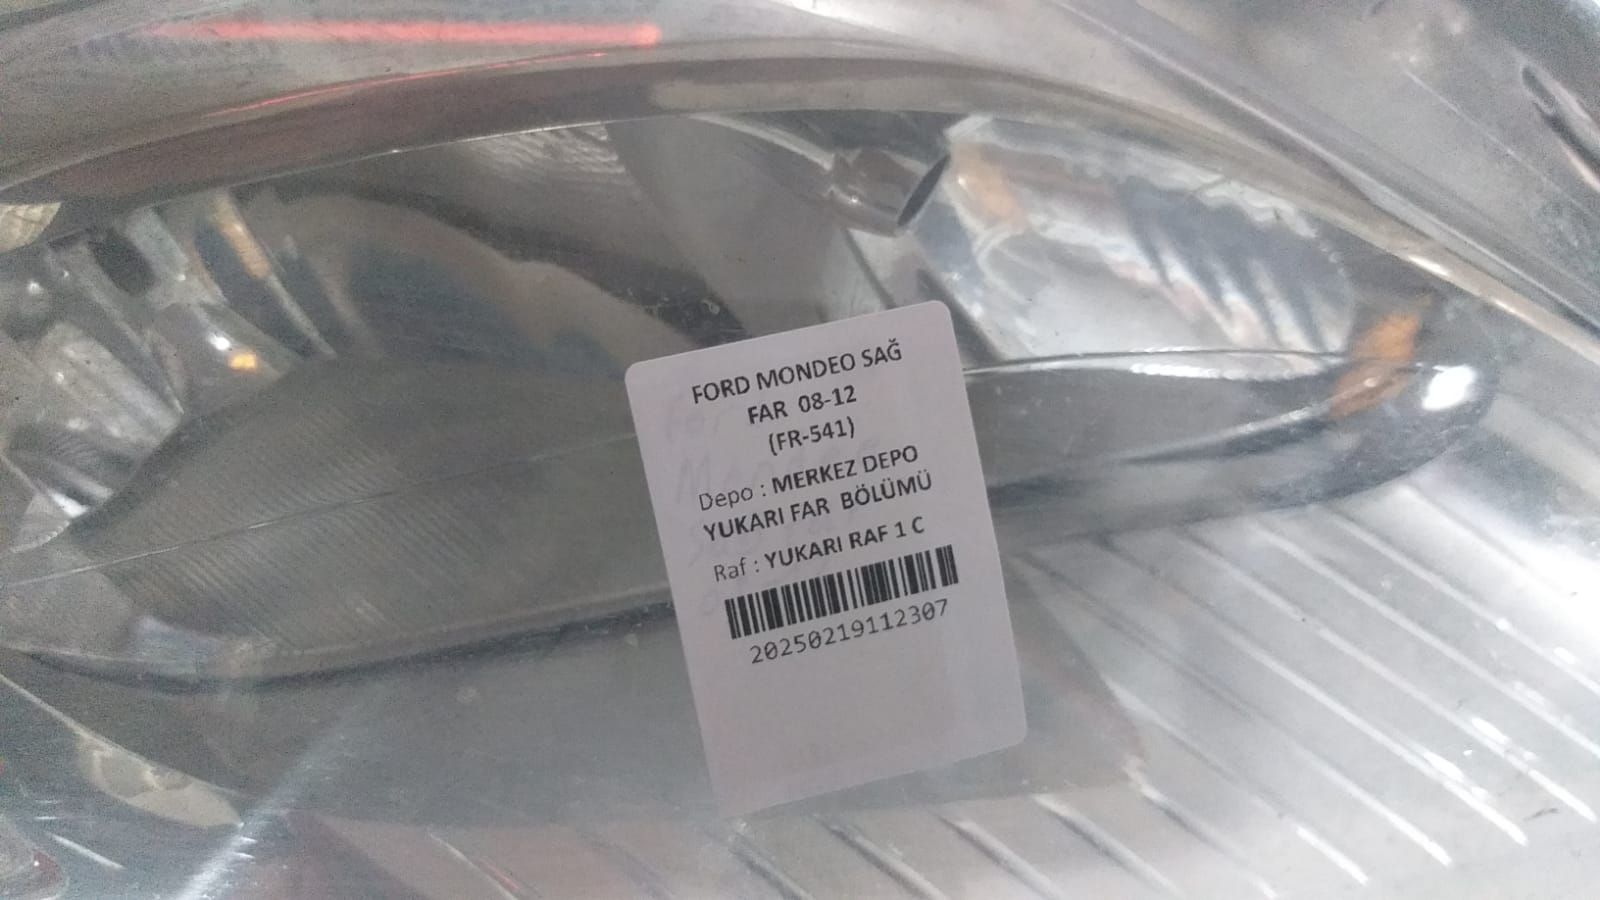 FORD MONDEO SAĞ
FAR 08-12
(FR-541)
Depo : MERKEZ DEPO
YUKARI FAR BÖLÜMÜ
Raf : YUKARI RAF 1 C
20250219112307